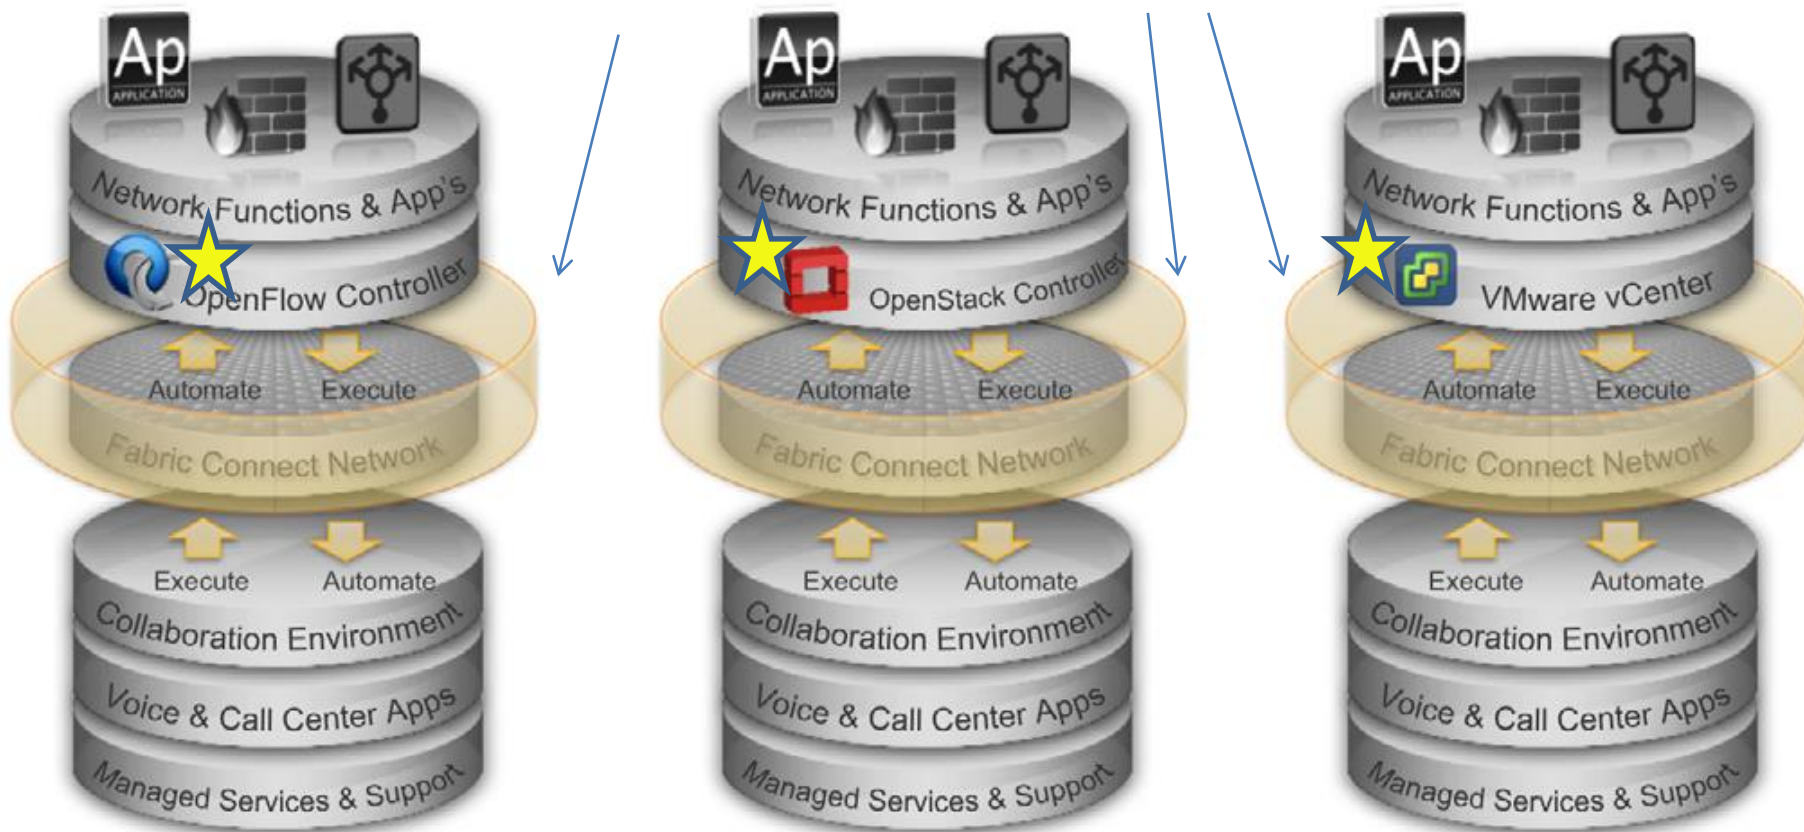 Ap
APPLICATION
Network Functions & App's
OpenFlow Controller
Automate
Execute
Fabric Connect Network
Execute
Automate
Collaboration Environment
Voice & Call Center Apps
Managed Services & Support
Ap
APPLICATION
Network Functions & App's
OpenStack Controller
Automate
Execute
Fabric Connect Network
Execute
Automate
Collaboration Environment
Voice & Call Center Apps
Managed Services & Support
Ap
APPLICATION
Network Functions & App's
VMware vCenter
Automate
Execute
Fabric Connect Network
Execute
Automate
Collaboration Environment
Voice & Call Center Apps
Managed Services & Support